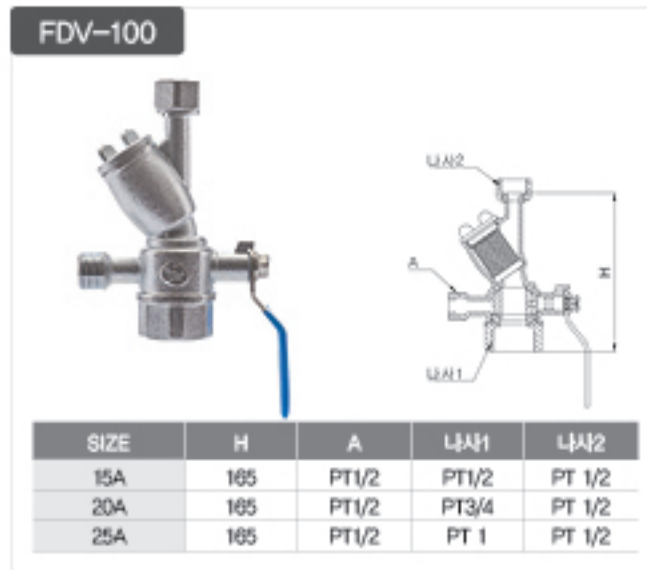 FDV-100
나사2
A
H
나사1
SIZE H A 나사1 나사2
15A 165 PT1/2 PT1/2 PT 1/2
20A 165 PT1/2 PT3/4 PT 1/2
25A 165 PT1/2 PT 1 PT 1/2